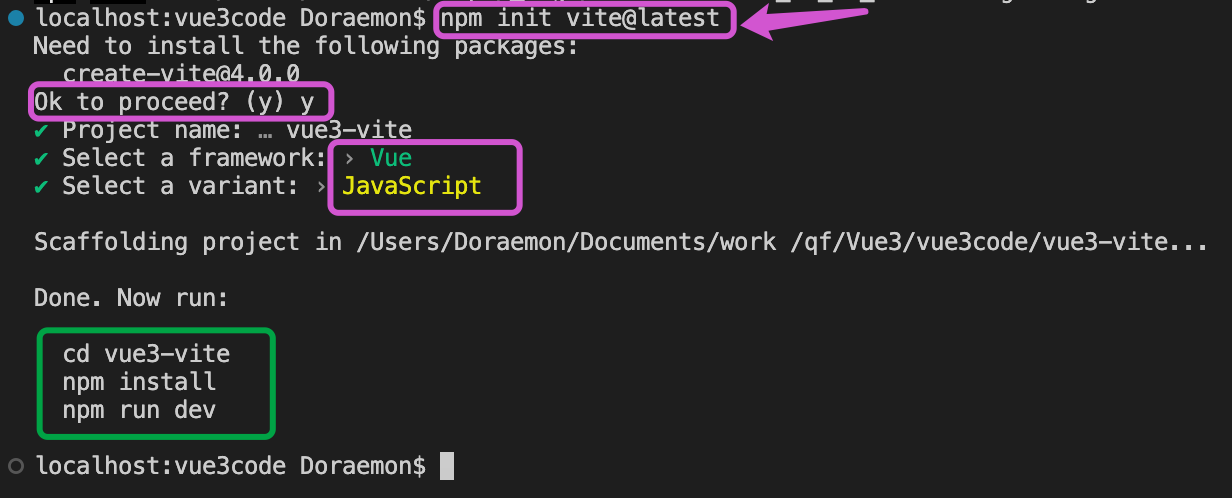 localhost:vue3code Doraemon$ npm init vite@latest
Need to install the following packages:
create-vite@4.0.0
Ok to proceed? (y) y
✔ Project name: … vue3-vite
✔ Select a framework: › Vue
✔ Select a variant: › JavaScript
Scaffolding project in /Users/Doraemon/Documents/work /qf/Vue3/vue3code/vue3-vite...
Done. Now run:
cd vue3-vite
npm install
npm run dev
localhost:vue3code Doraemon$